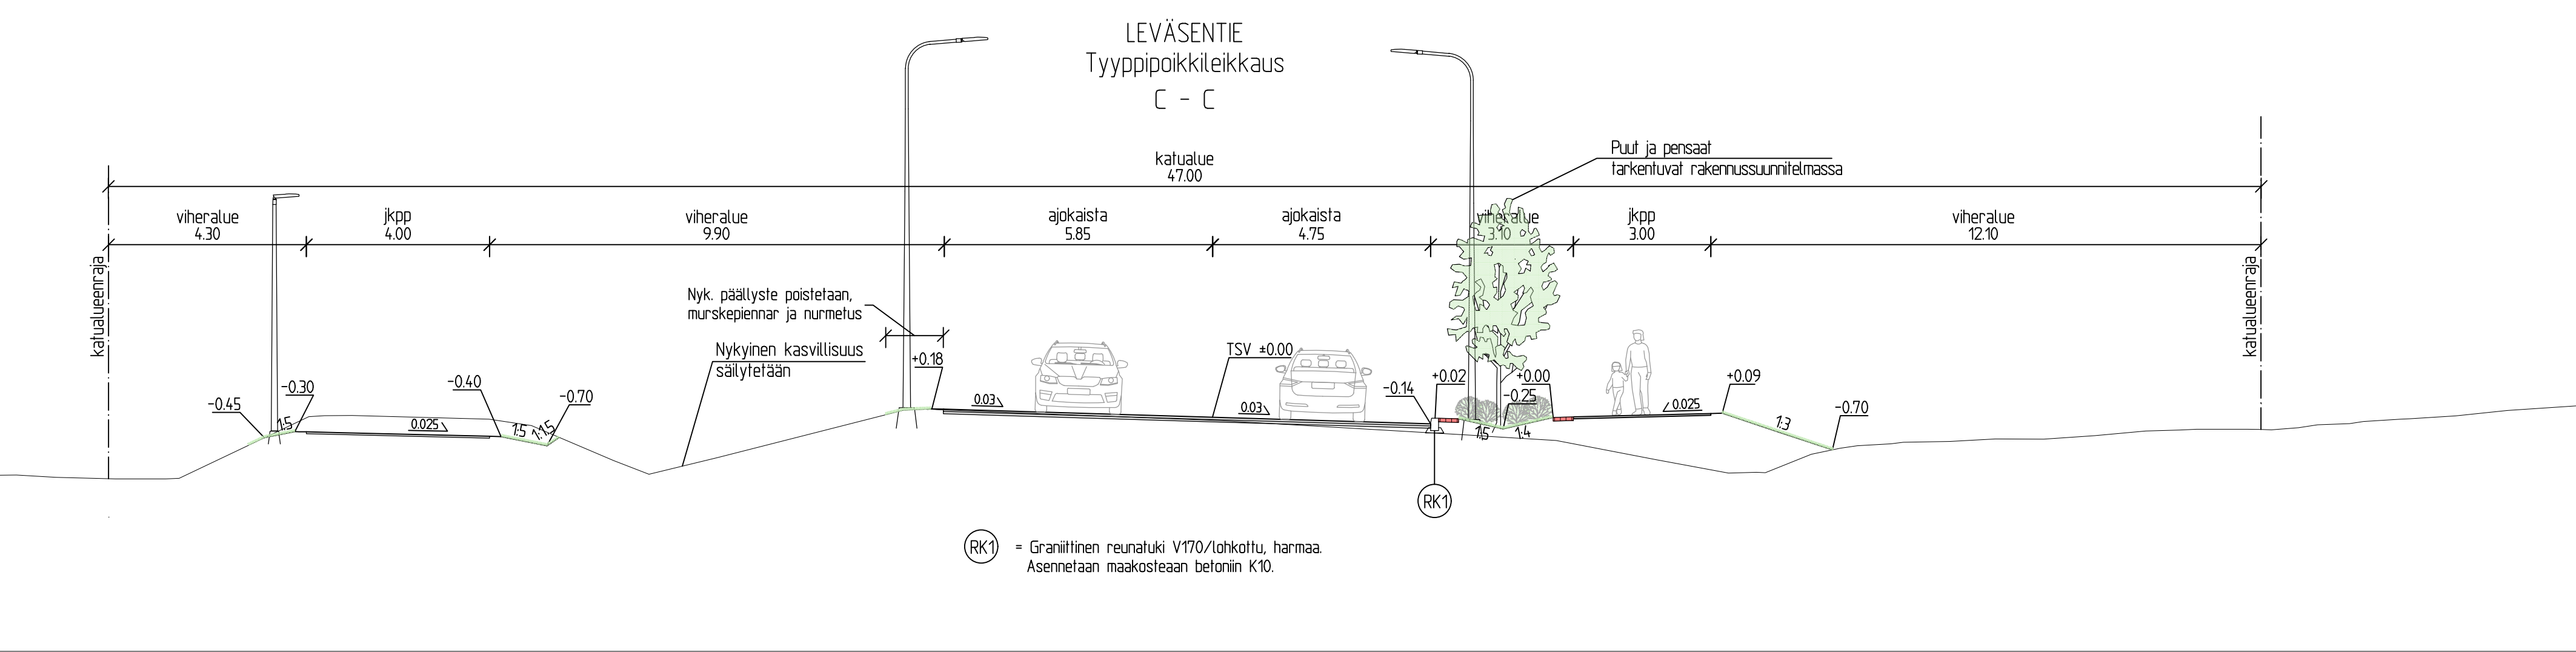 LEVÄSENTIE
Tyyppipoikkileikkaus
C - C
Puut ja pensaat
tarkentuvat rakennussuunnitelmassa
katualue
47.00
viheralue
4.30
jkpp
4.00
viheralue
9.90
ajokaista
5.85
ajokaista
4.75
viheralue
3.10
jkpp
3.00
viheralue
12.10
katualueenraja
katualueenraja
Nyk. päällyste poistetaan,
murskepiennar ja nurmetus
Nykyinen kasvillisuus
säilytetään
-0.45
1:5
-0.30
0.025
-0.40
1:5
1:1.5
-0.70
+0.18
0.03
TSV ±0.00
0.03
-0.14
+0.02
1:5
-0.25
1:4
+0.00
0.025
+0.09
1:3
-0.70
RK1
RK1 = Graniittinen reunatuki V170/lohkottu, harmaa.
Asennetaan maakosteaan betoniin K10.